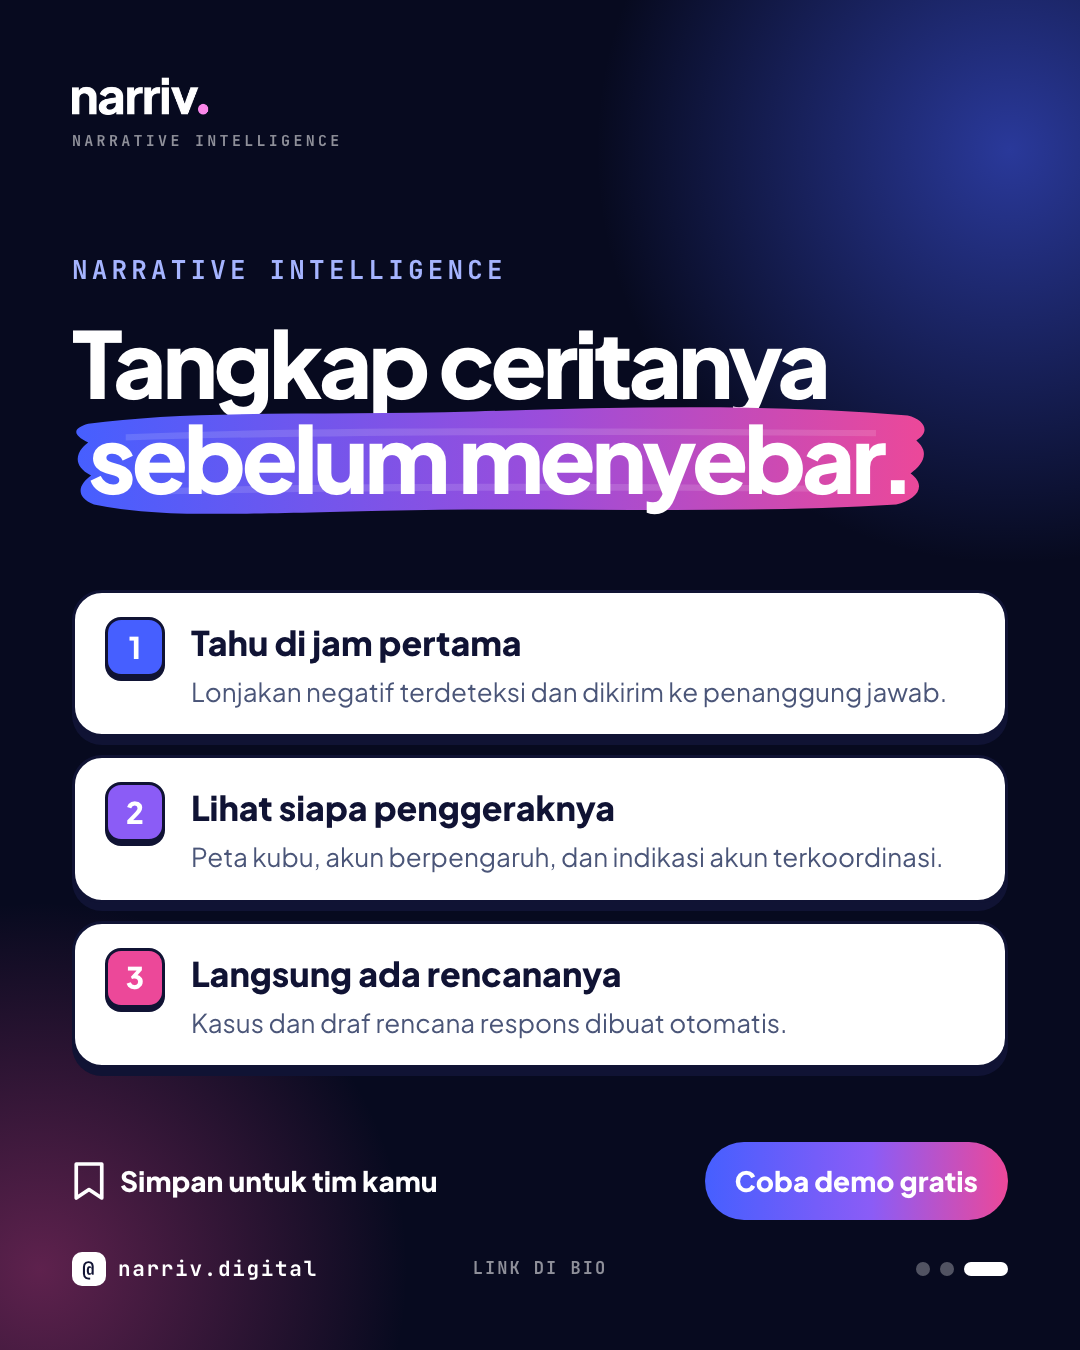 narriv.
NARRATIVE INTELLIGENCE
NARRATIVE INTELLIGENCE
Tangkap ceritanya
sebelum menyebar.
1
Tahu di jam pertama
Lonjakan negatif terdeteksi dan dikirim ke penanggung jawab.
2
Lihat siapa penggeraknya
Peta kubu, akun berpengaruh, dan indikasi akun terkoordinasi.
3
Langsung ada rencananya
Kasus dan draf rencana respons dibuat otomatis.
Simpan untuk tim kamu
Coba demo gratis
@ narriv.digital
LINK DI BIO